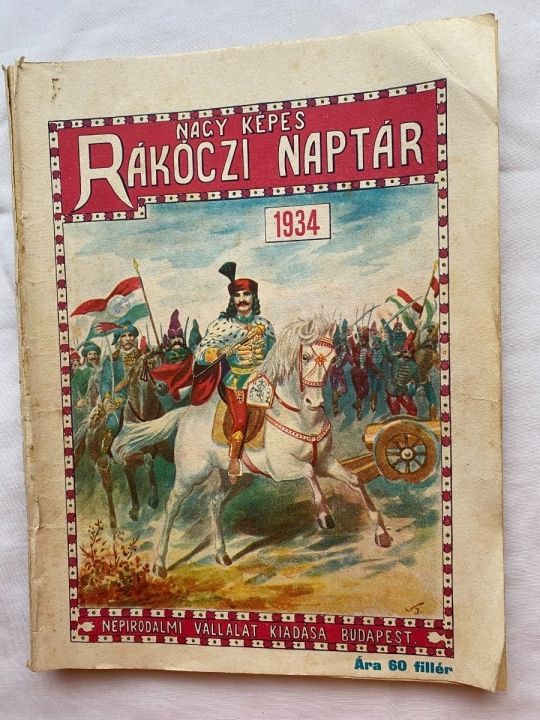 NAGY KÉPES
RÁKÓCZI NAPTÁR
1934
NÉPIRODALMI VÁLLALAT KIADÁSA BUDAPEST.
Ára 60 fillér